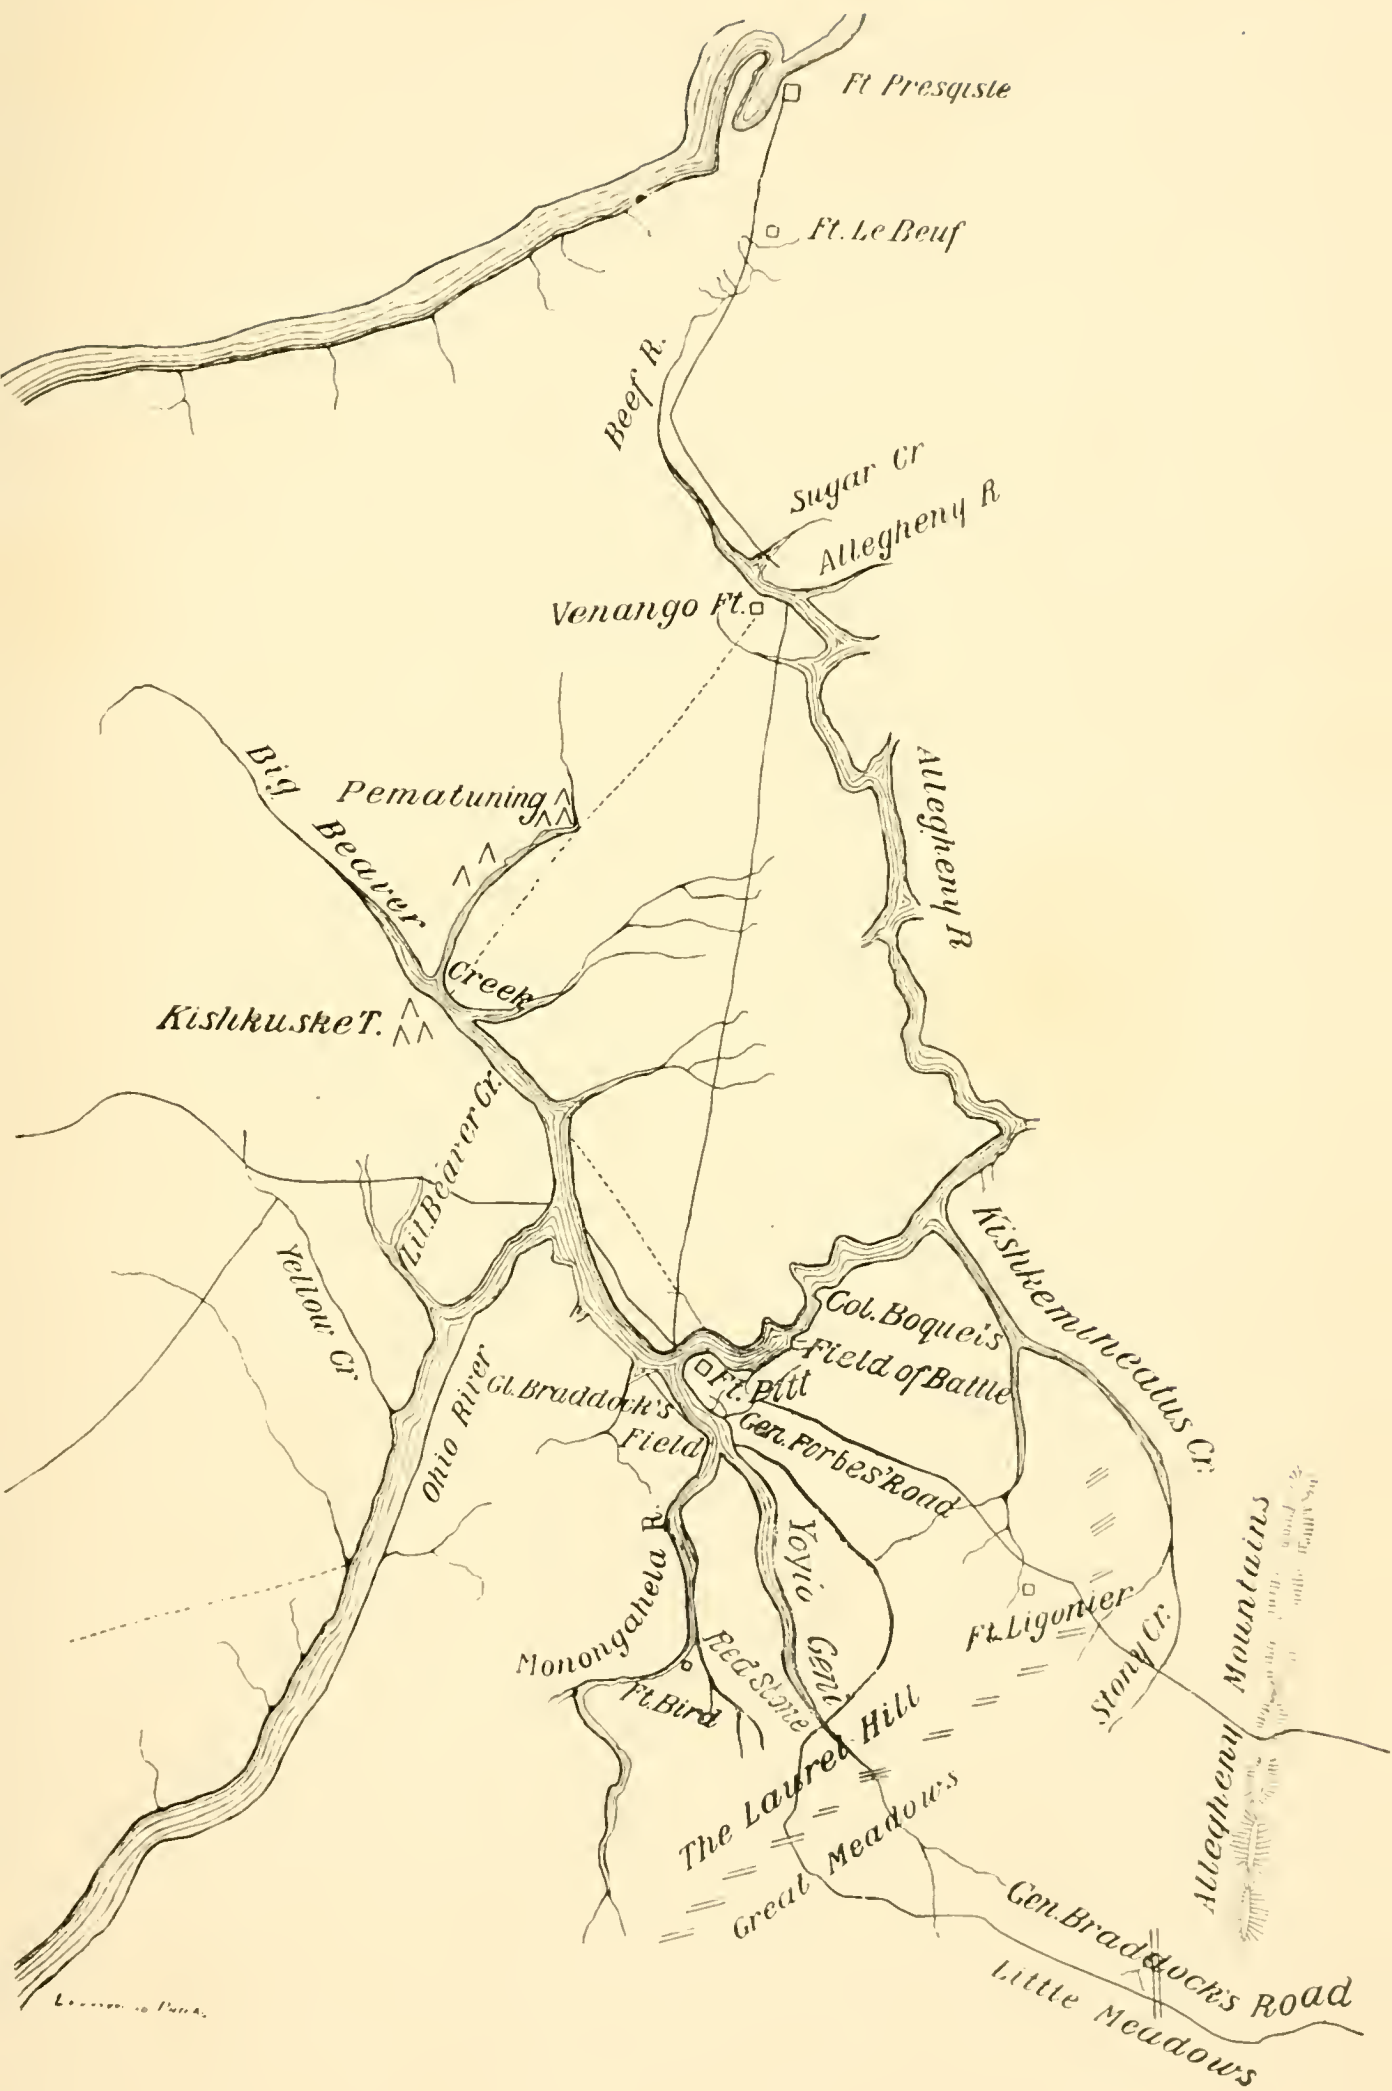 Ft Presqisle
Ft. Le Beuf
Beef R.
Sugar Cr
Allegheny R
Venango Ft.
Big Beaver Creek
Pematuning
Allegheny R
Kishkuske T.
Lit. Beaver Cr.
Yellow Cr
Kishkemineatus Cr.
Col. Boqueis
Field of Battle
Ft. Pitt
Gl. Braddock's
Field
Gen. Forbes' Road
Ohio River
Monongahela R.
Yoyio Geni
Red Stone
Ft. Bird
Ft. Ligonier
Stony Cr.
Allegheny Mountains
The Laurel Hill
Great Meadows
Gen. Braddock's Road
Little Meadows